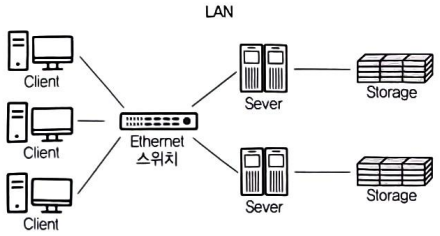 LAN
Client
Client
Client
Ethernet
스위치
Sever
Storage
Sever
Storage